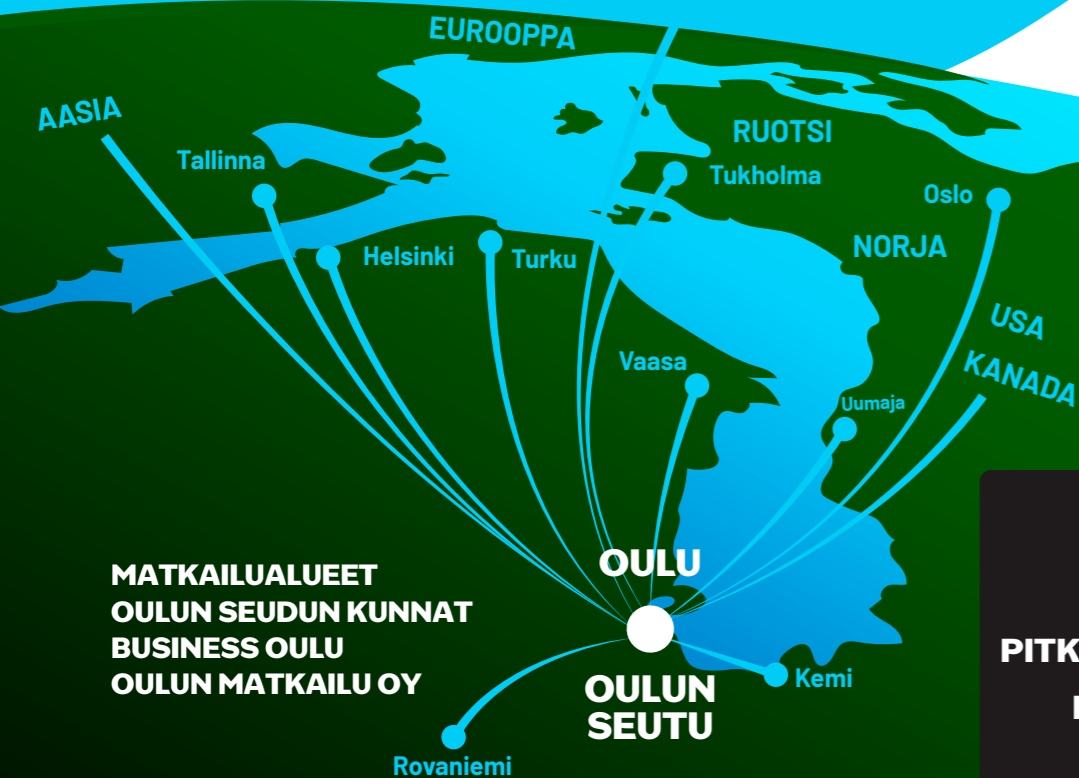 EUROOPPA
AASIA
RUOTSI
Tallinna
Tukholma
Oslo
Helsinki
Turku
NORJA
USA
KANADA
Vaasa
Uumaja
OULU
MATKAILUALUEET
OULUN SEUDUN KUNNAT
BUSINESS OULU
OULUN MATKAILU OY
OULUN
SEUTU
Kemi
Rovaniemi
PITK